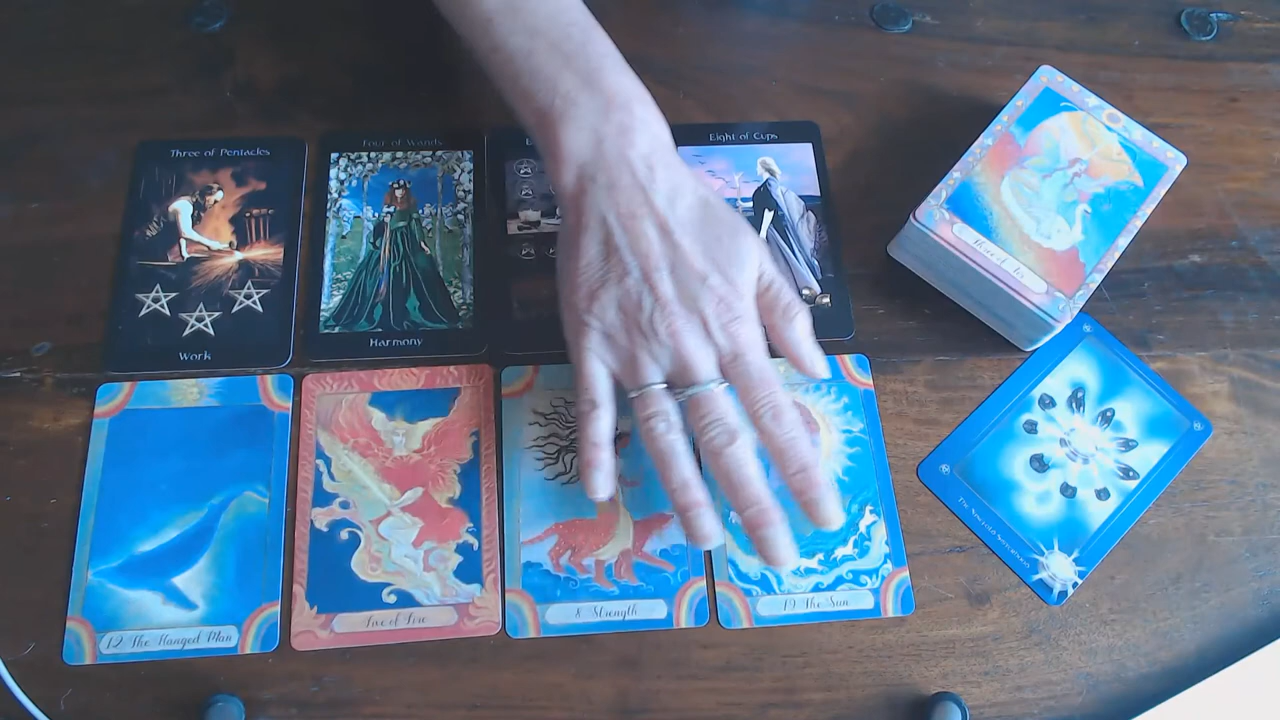 Three of Pentacles
Work
Four of Wands
Harmony
Eight of Cups
12 The Hanged Man
Five of Fire
8 Strength
19 The Sun